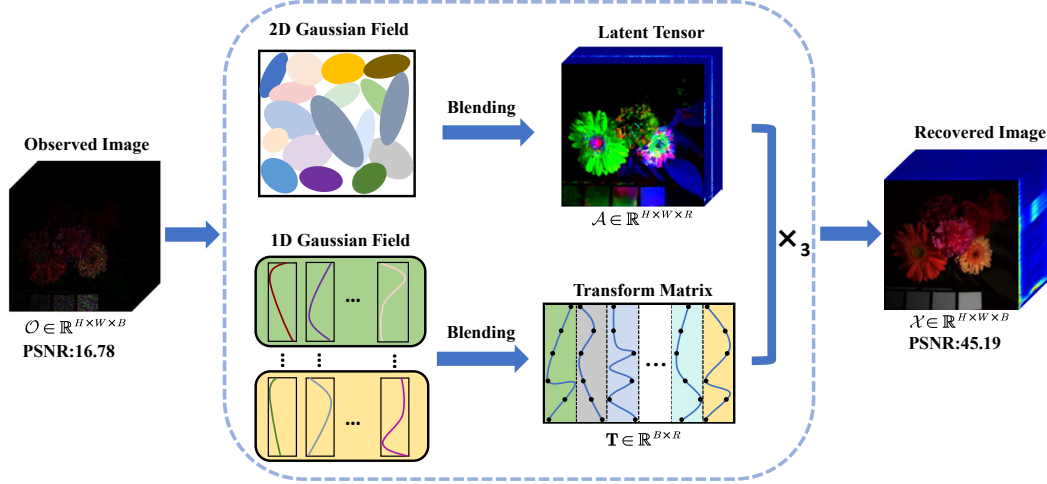 Observed Image
𝒪 ∈ ℝ^{H×W×B}
PSNR:16.78
2D Gaussian Field
Blending
Latent Tensor
𝒜 ∈ ℝ^{H×W×R}
1D Gaussian Field
...
...
...
...
Blending
Transform Matrix
...
T ∈ ℝ^{B×R}
×₃
Recovered Image
𝒳 ∈ ℝ^{H×W×B}
PSNR:45.19